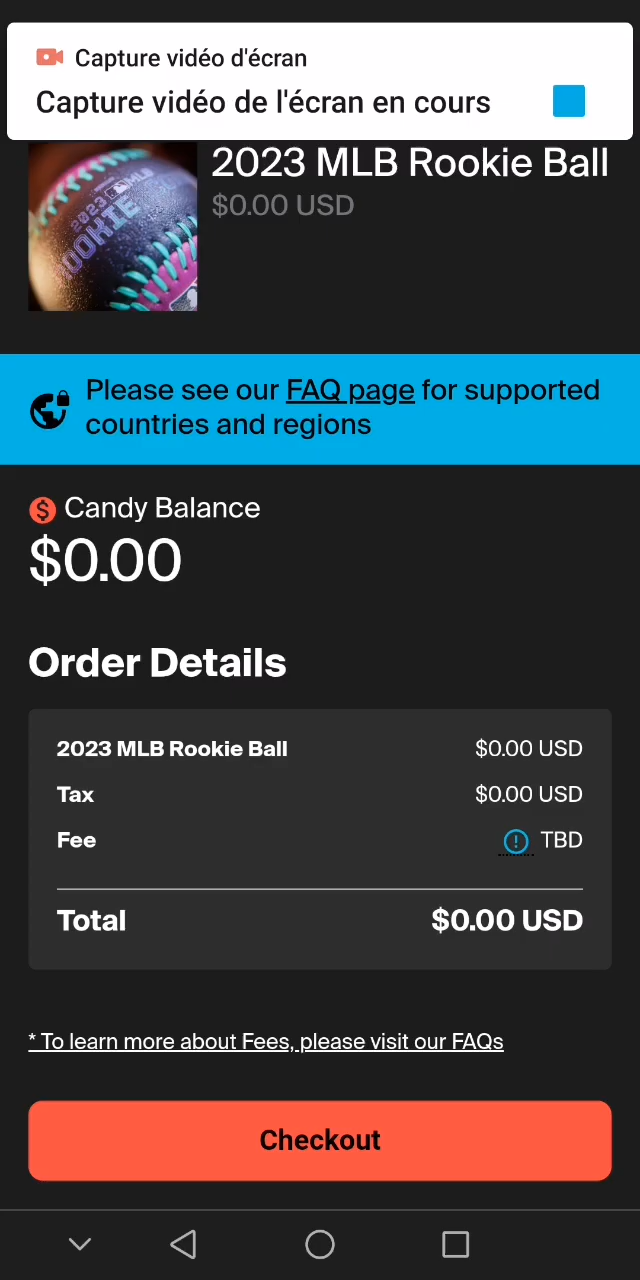 Capture vidéo d'écran
Capture vidéo de l'écran en cours
2023 MLB Rookie Ball
$0.00 USD
2023 MLB
ROOKIE
Please see our FAQ page for supported
countries and regions
Candy Balance
$0.00
Order Details
2023 MLB Rookie Ball $0.00 USD
Tax $0.00 USD
Fee TBD
Total $0.00 USD
* To learn more about Fees, please visit our FAQs
Checkout